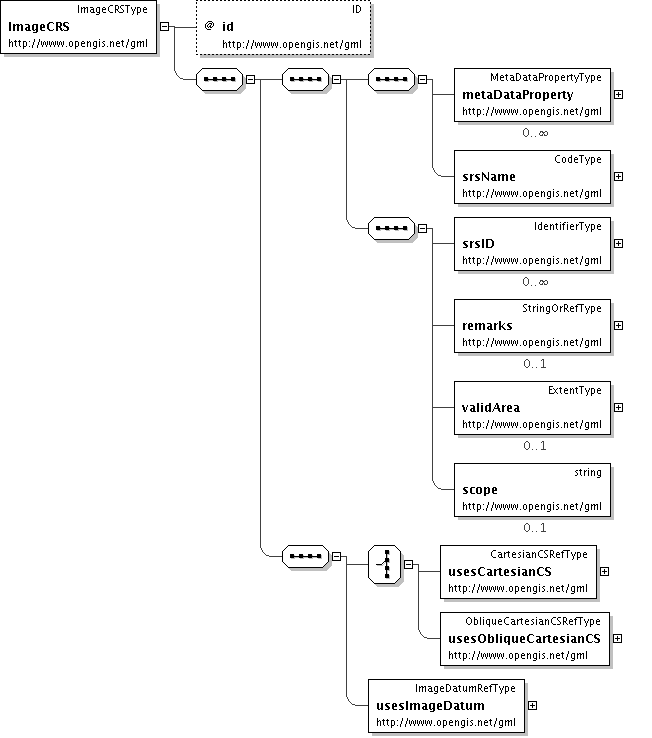 ImageCRSType
ImageCRS
http://www.opengis.net/gml
ID
@ id
http://www.opengis.net/gml
MetaDataPropertyType
metaDataProperty
http://www.opengis.net/gml
0..∞
CodeType
srsName
http://www.opengis.net/gml
IdentifierType
srsID
http://www.opengis.net/gml
0..∞
StringOrRefType
remarks
http://www.opengis.net/gml
0..1
ExtentType
validArea
http://www.opengis.net/gml
0..1
string
scope
http://www.opengis.net/gml
0..1
CartesianCSRefType
usesCartesianCS
http://www.opengis.net/gml
ObliqueCartesianCSRefType
usesObliqueCartesianCS
http://www.opengis.net/gml
ImageDatumRefType
usesImageDatum
http://www.opengis.net/gml